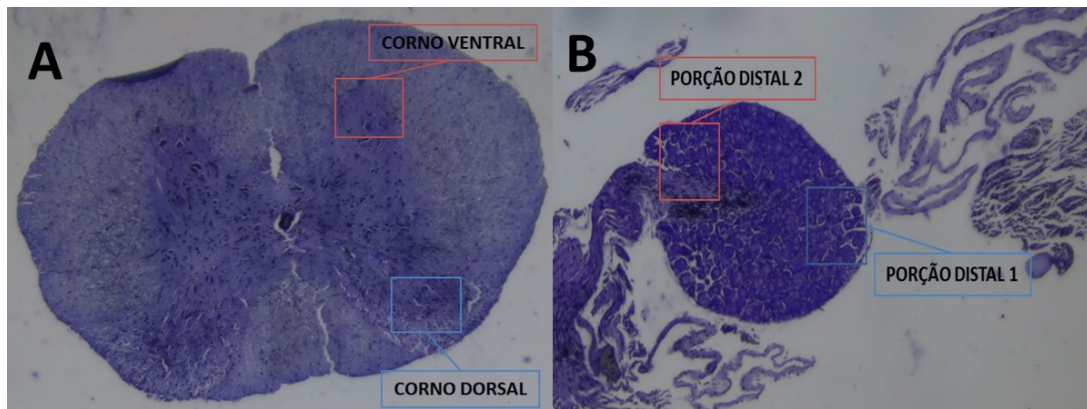 A
CORNO VENTRAL
CORNO DORSAL
B
PORÇÃO DISTAL 2
PORÇÃO DISTAL 1